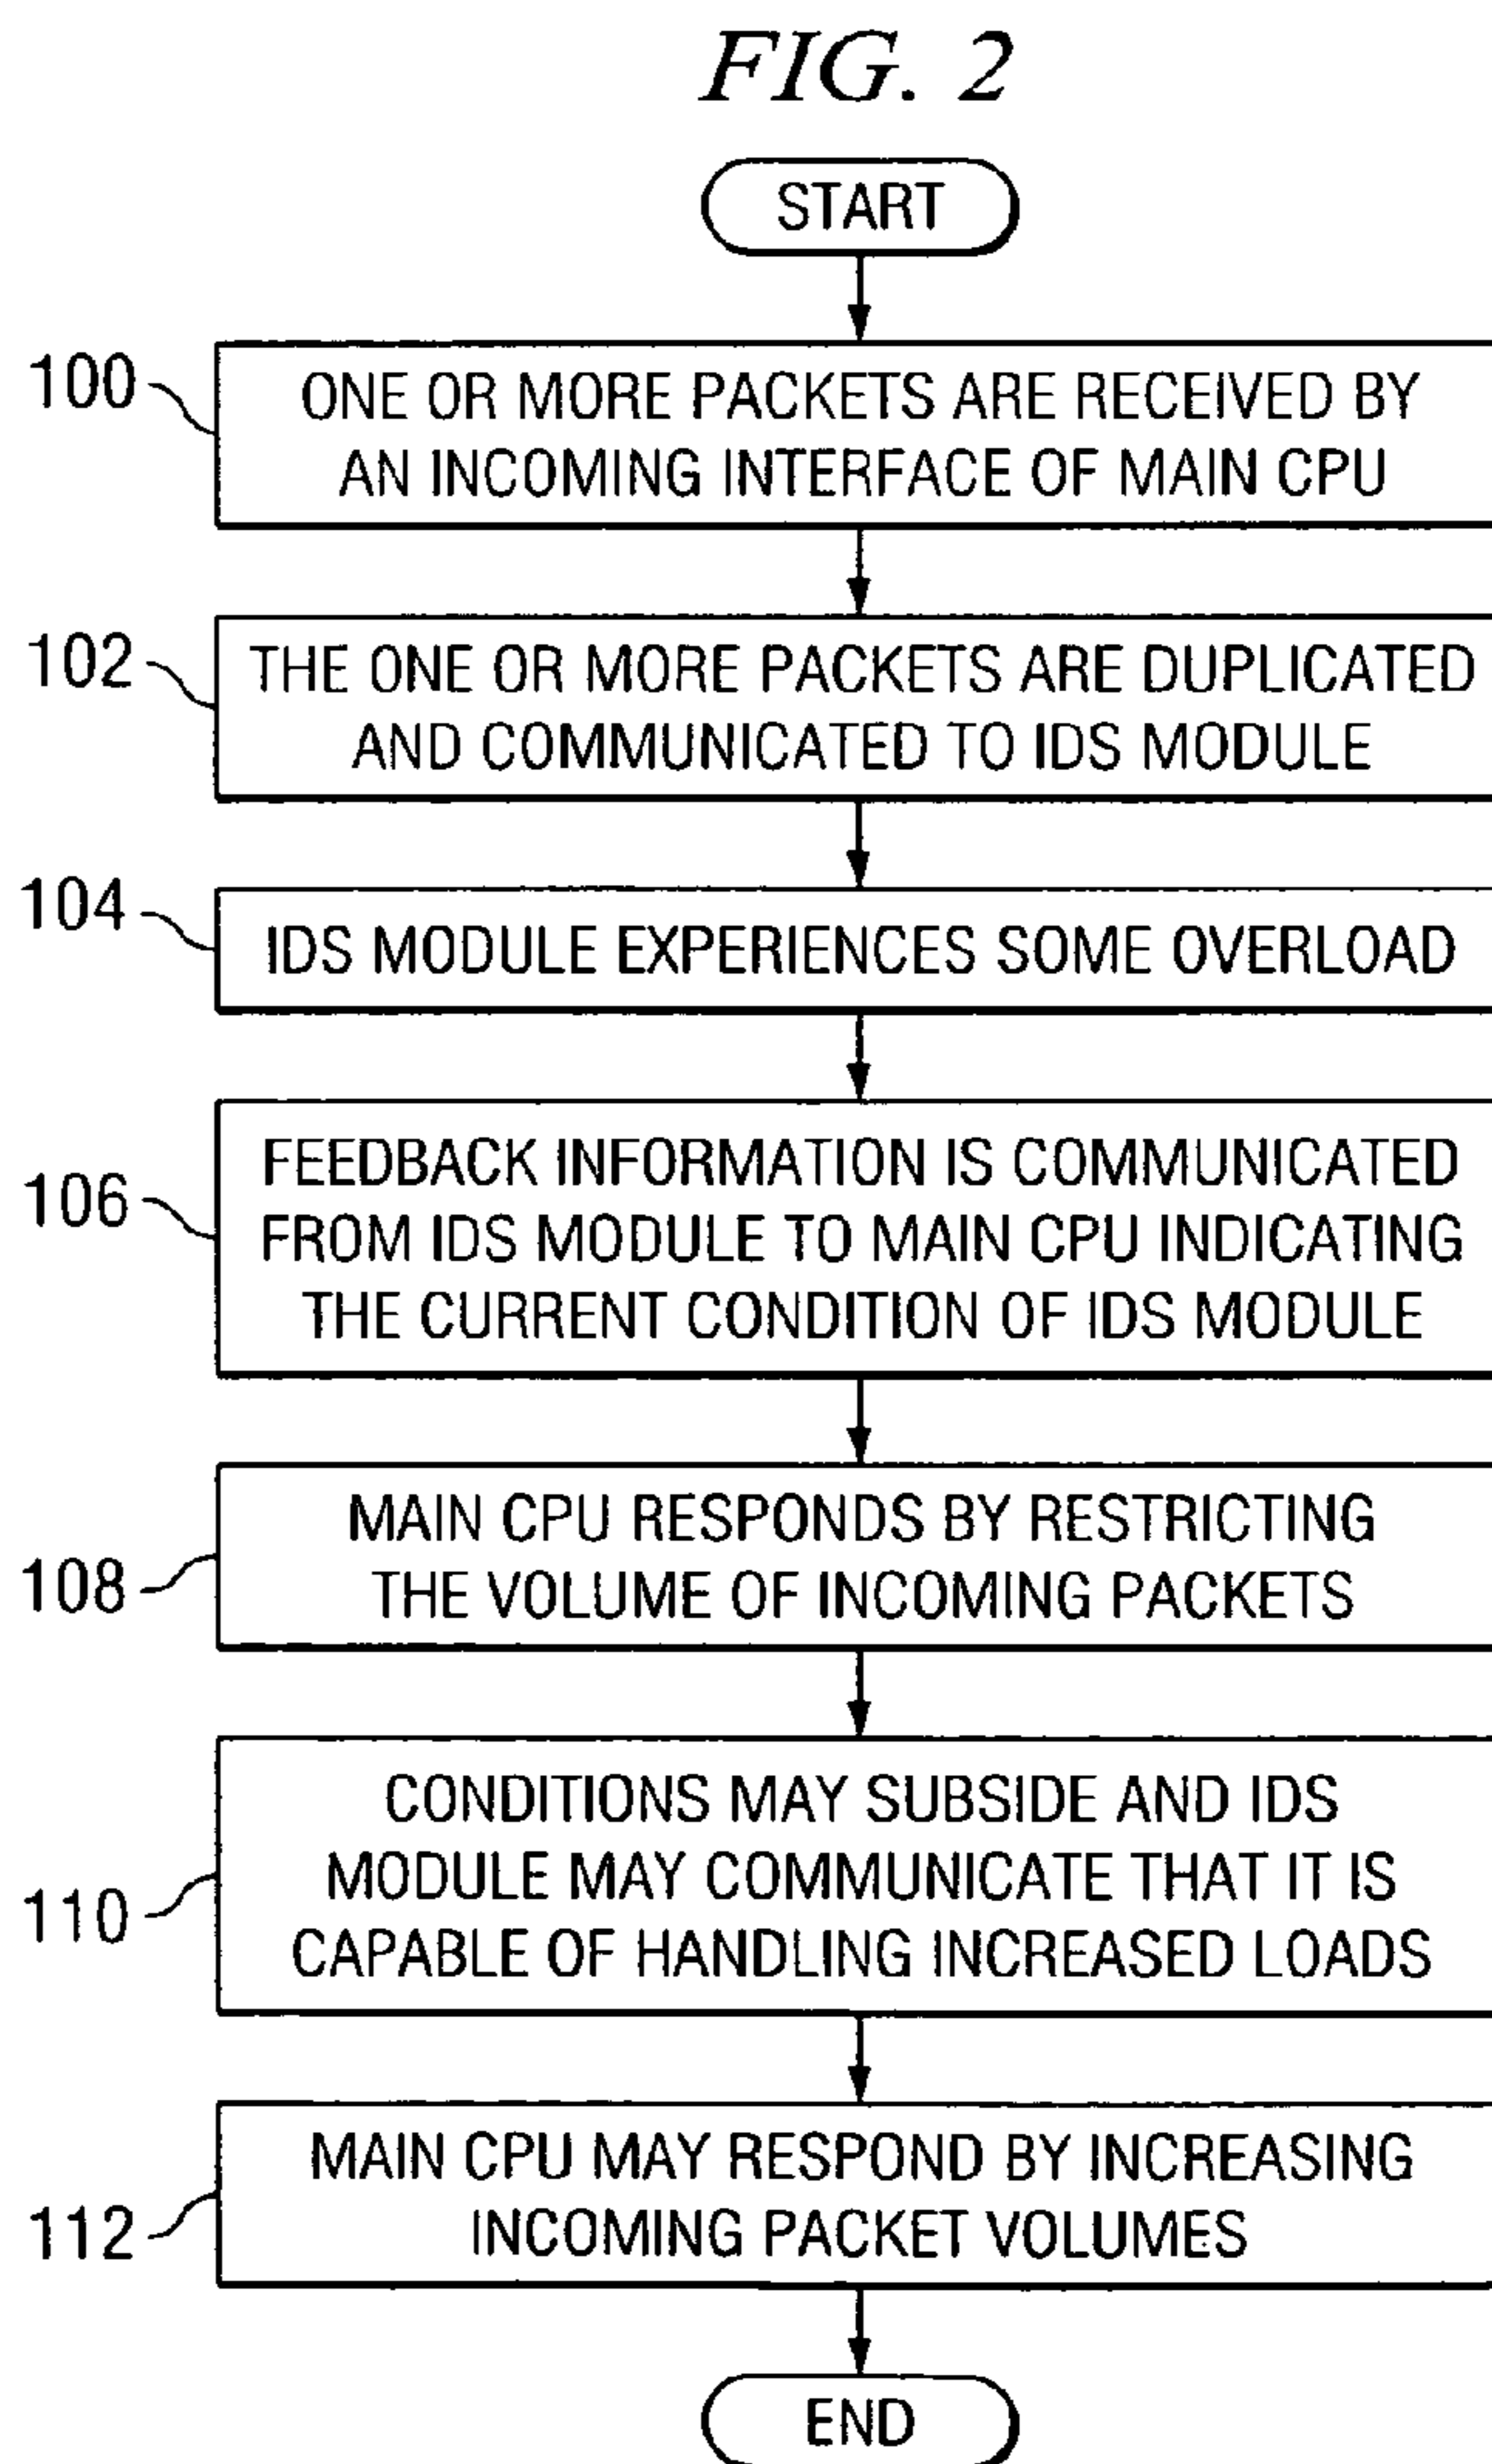 FIG. 2
START
100
ONE OR MORE PACKETS ARE RECEIVED BY
AN INCOMING INTERFACE OF MAIN CPU
102
THE ONE OR MORE PACKETS ARE DUPLICATED
AND COMMUNICATED TO IDS MODULE
104
IDS MODULE EXPERIENCES SOME OVERLOAD
106
FEEDBACK INFORMATION IS COMMUNICATED
FROM IDS MODULE TO MAIN CPU INDICATING
THE CURRENT CONDITION OF IDS MODULE
108
MAIN CPU RESPONDS BY RESTRICTING
THE VOLUME OF INCOMING PACKETS
110
CONDITIONS MAY SUBSIDE AND IDS
MODULE MAY COMMUNICATE THAT IT IS
CAPABLE OF HANDLING INCREASED LOADS
112
MAIN CPU MAY RESPOND BY INCREASING
INCOMING PACKET VOLUMES
END